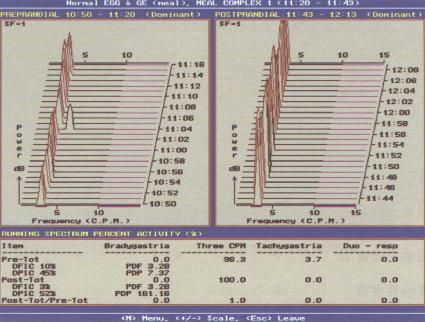 Normal EGG & GE (meal), MEAL COMPLEX 1 (11:20 - 11:43)
PREPRANDIAL 10:50 - 11:20 (Dominant)
SF=1
5 10
11:16
11:14
11:12
11:10
11:08
11:06
11:04
11:02
11:00
10:58
10:56
10:54
10:52
10:50
Power
dB
5 10
Frequency (C.P.M.)
POSTPRANDIAL 11:43 - 12:13 (Dominant)
SF=1
5 10 15
12:08
12:06
12:04
12:02
12:00
11:58
11:56
11:54
11:52
11:50
11:48
11:46
11:44
Power
dB
5 10 15
Frequency (C.P.M.)
RUNNING SPECTRUM PERCENT ACTIVITY (%)
Item Bradygastria Three CPM Tachygastria Duo - resp
Pre-Tot 0.0 96.3 3.7 0.0
DFIC 10% PDF 3.28
DPIC 45% PDP 7.37
Post-Tot 0.0 100.0 0.0 0.0
DFIC 3% PDF 3.28
DPIC 52% PDP 161.16
Post-Tot/Pre-Tot 0.0 1.0 0.0 0.0
<M> Menu, <+/-> Scale, <Esc> Leave